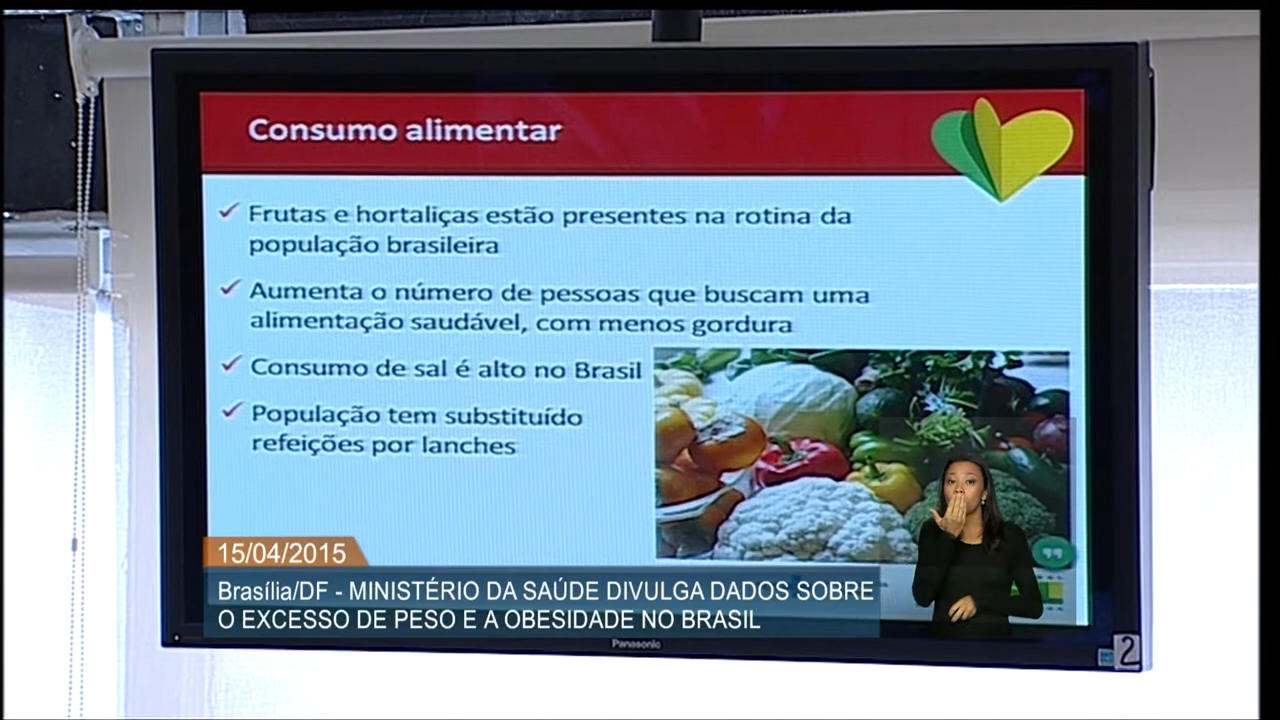 Consumo alimentar
Frutas e hortaliças estão presentes na rotina da
população brasileira
Aumenta o número de pessoas que buscam uma
alimentação saudável, com menos gordura
Consumo de sal é alto no Brasil
População tem substituído
refeições por lanches
15/04/2015
Brasília/DF - MINISTÉRIO DA SAÚDE DIVULGA DADOS SOBRE
O EXCESSO DE PESO E A OBESIDADE NO BRASIL
Panasonic
2